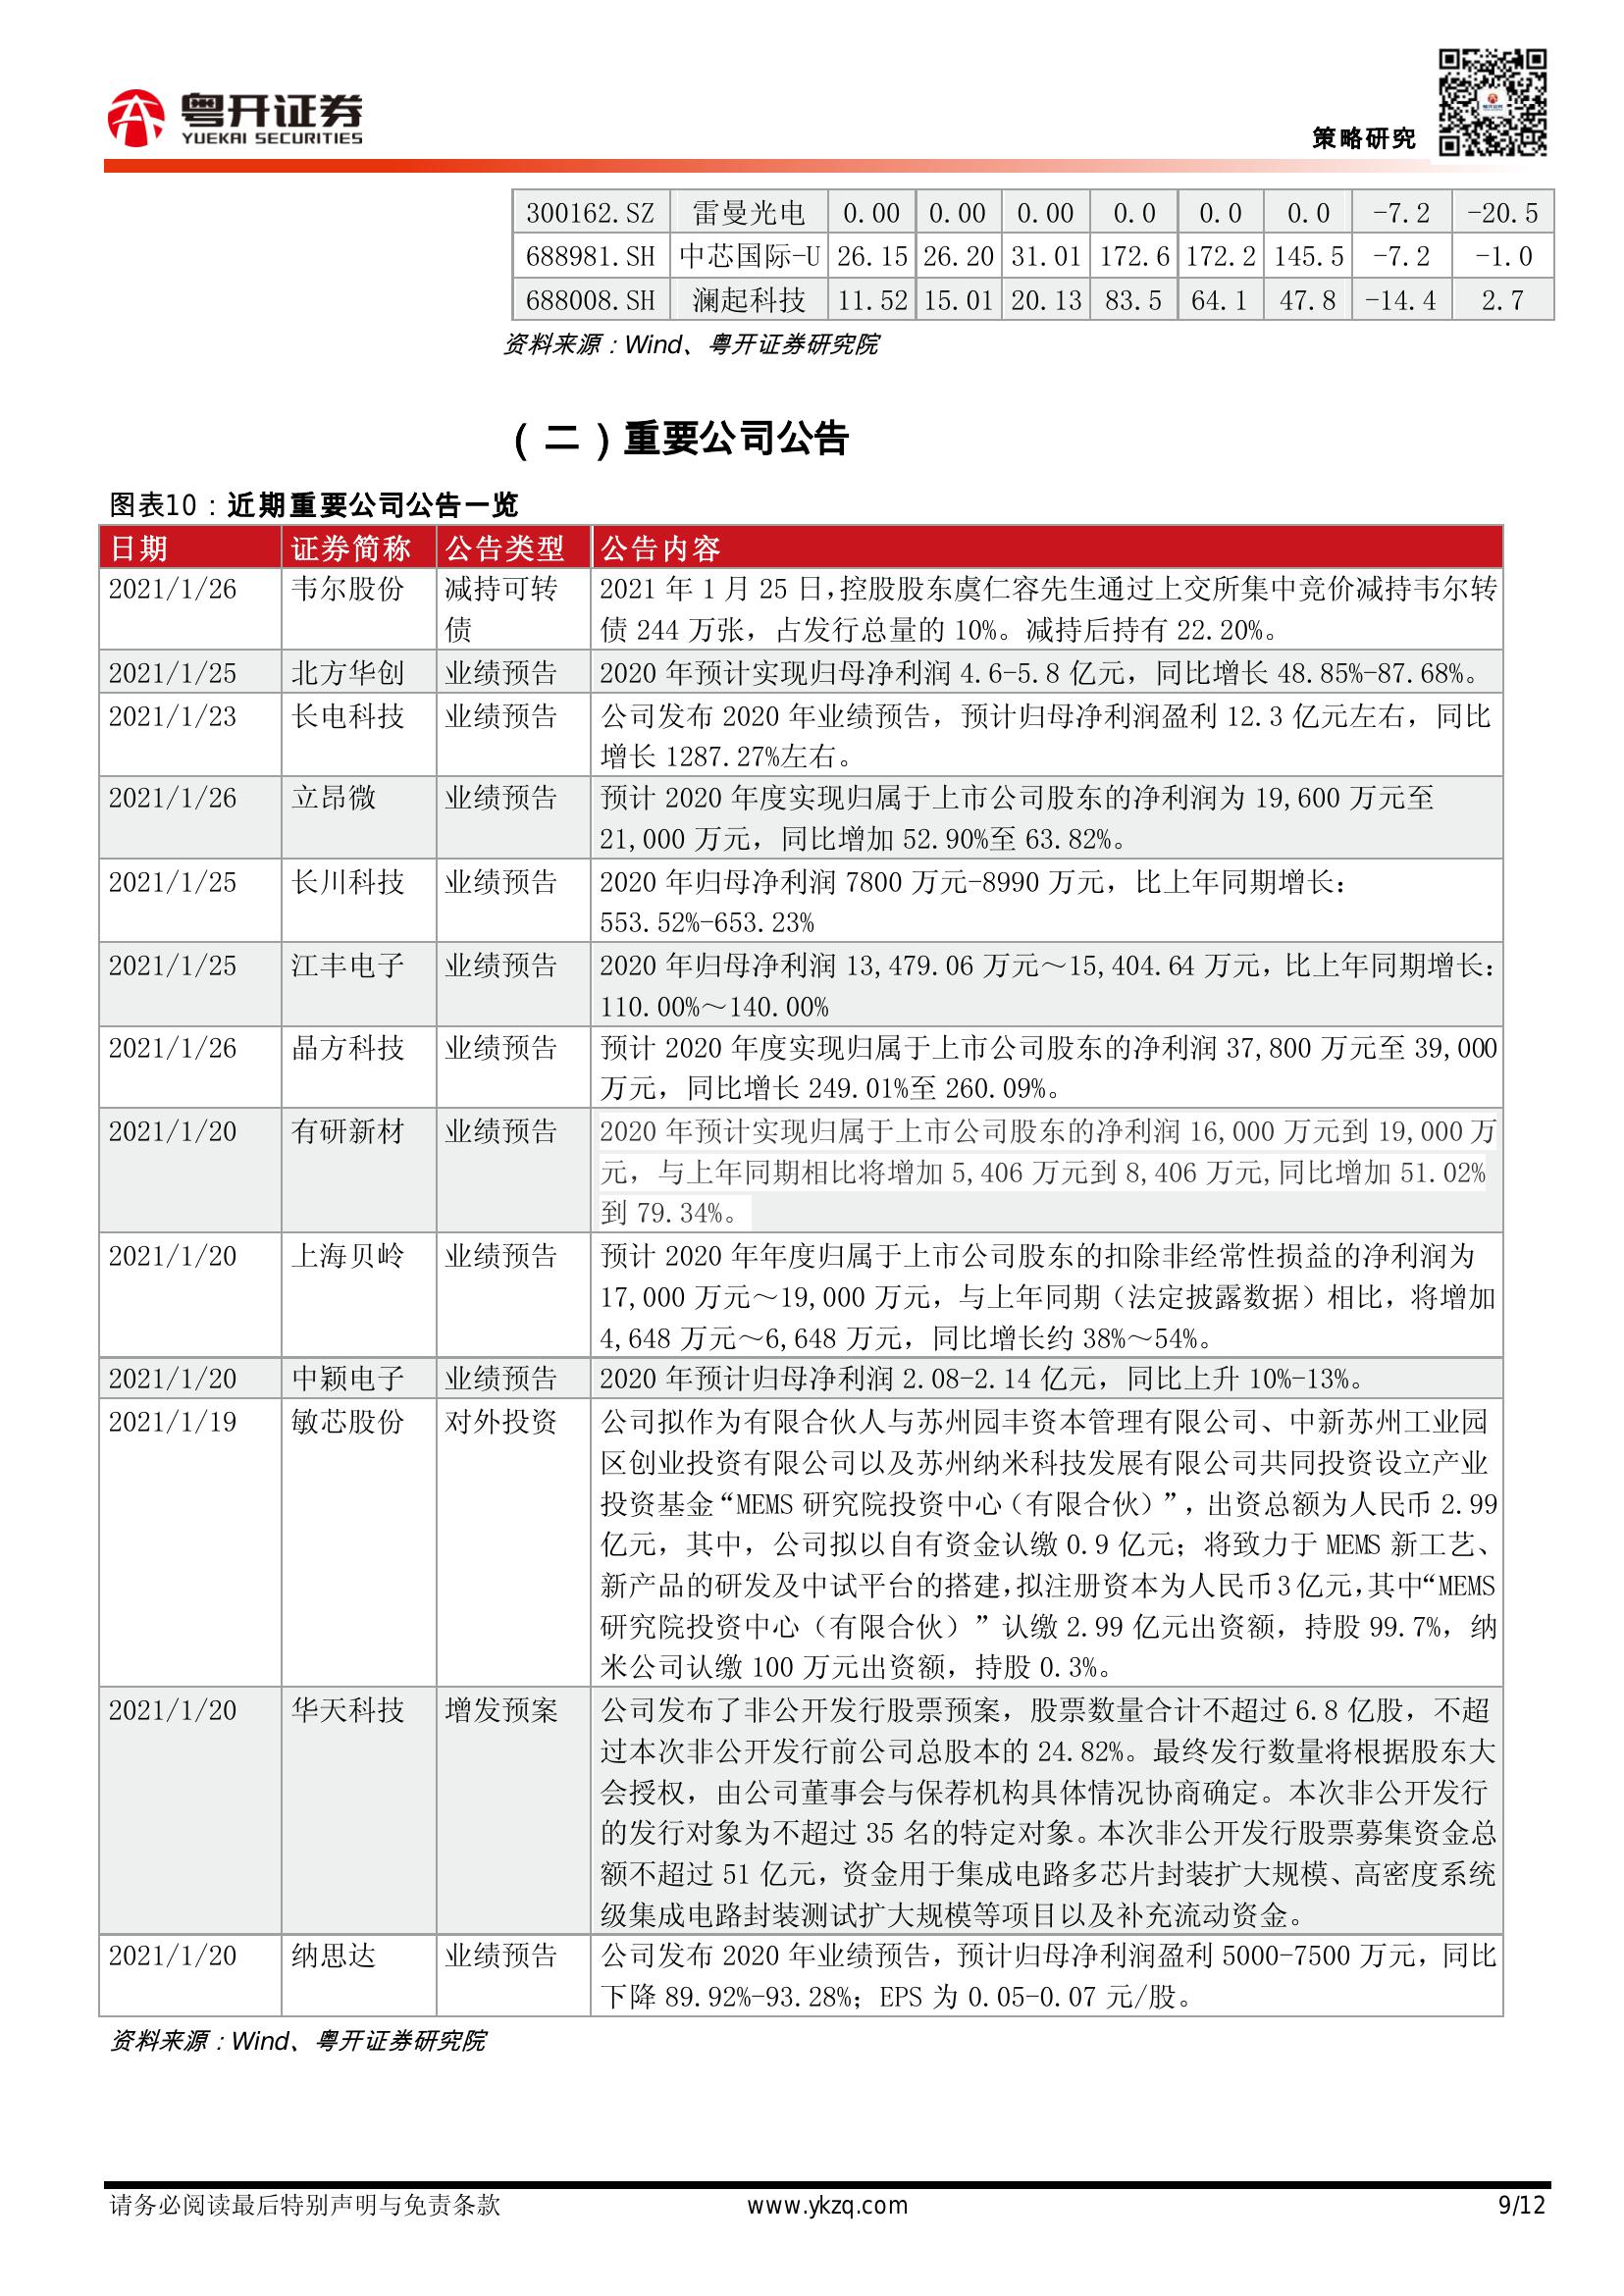 粤开证券
YUEKAI SECURITIES
策略研究
300162.SZ 雷曼光电 0.00 0.00 0.00 0.0 0.0 0.0 -7.2 -20.5
688981.SH 中芯国际-U 26.15 26.20 31.01 172.6 172.2 145.5 -7.2 -1.0
688008.SH 澜起科技 11.52 15.01 20.13 83.5 64.1 47.8 -14.4 2.7
资料来源：Wind、粤开证券研究院
（二）重要公司公告
图表10：近期重要公司公告一览
日期 证券简称 公告类型 公告内容
2021/1/26 韦尔股份 减持可转 2021 年 1 月 25 日,控股股东虞仁容先生通过上交所集中竞价减持韦尔转
债 债 244 万张，占发行总量的 10%。减持后持有 22.20%。
2021/1/25 北方华创 业绩预告 2020 年预计实现归母净利润 4.6-5.8 亿元，同比增长 48.85%-87.68%。
2021/1/23 长电科技 业绩预告 公司发布 2020 年业绩预告，预计归母净利润盈利 12.3 亿元左右，同比
增长 1287.27%左右。
2021/1/26 立昂微 业绩预告 预计 2020 年度实现归属于上市公司股东的净利润为 19,600 万元至
21,000 万元，同比增加 52.90%至 63.82%。
2021/1/25 长川科技 业绩预告 2020 年归母净利润 7800 万元-8990 万元，比上年同期增长：
553.52%-653.23%
2021/1/25 江丰电子 业绩预告 2020 年归母净利润 13,479.06 万元～15,404.64 万元，比上年同期增长：
110.00%～140.00%
2021/1/26 晶方科技 业绩预告 预计 2020 年度实现归属于上市公司股东的净利润 37,800 万元至 39,000
万元，同比增长 249.01%至 260.09%。
2021/1/20 有研新材 业绩预告 2020 年预计实现归属于上市公司股东的净利润 16,000 万元到 19,000 万
元，与上年同期相比将增加 5,406 万元到 8,406 万元,同比增加 51.02%
到 79.34%。
2021/1/20 上海贝岭 业绩预告 预计 2020 年年度归属于上市公司股东的扣除非经常性损益的净利润为
17,000 万元～19,000 万元，与上年同期（法定披露数据）相比，将增加
4,648 万元～6,648 万元，同比增长约 38%～54%。
2021/1/20 中颖电子 业绩预告 2020 年预计归母净利润 2.08-2.14 亿元，同比上升 10%-13%。
2021/1/19 敏芯股份 对外投资 公司拟作为有限合伙人与苏州园丰资本管理有限公司、中新苏州工业园
区创业投资有限公司以及苏州纳米科技发展有限公司共同投资设立产业
投资基金“MEMS 研究院投资中心（有限合伙）”，出资总额为人民币 2.99
亿元，其中，公司拟以自有资金认缴 0.9 亿元；将致力于 MEMS 新工艺、
新产品的研发及中试平台的搭建,拟注册资本为人民币 3 亿元,其中“MEMS
研究院投资中心（有限合伙）”认缴 2.99 亿元出资额，持股 99.7%，纳
米公司认缴 100 万元出资额，持股 0.3%。
2021/1/20 华天科技 增发预案 公司发布了非公开发行股票预案，股票数量合计不超过 6.8 亿股，不超
过本次非公开发行前公司总股本的 24.82%。最终发行数量将根据股东大
会授权，由公司董事会与保荐机构具体情况协商确定。本次非公开发行
的发行对象为不超过 35 名的特定对象。本次非公开发行股票募集资金总
额不超过 51 亿元，资金用于集成电路多芯片封装扩大规模、高密度系统
级集成电路封装测试扩大规模等项目以及补充流动资金。
2021/1/20 纳思达 业绩预告 公司发布 2020 年业绩预告，预计归母净利润盈利 5000-7500 万元，同比
下降 89.92%-93.28%；EPS 为 0.05-0.07 元/股。
资料来源：Wind、粤开证券研究院
请务必阅读最后特别声明与免责条款 www.ykzq.com 9/12